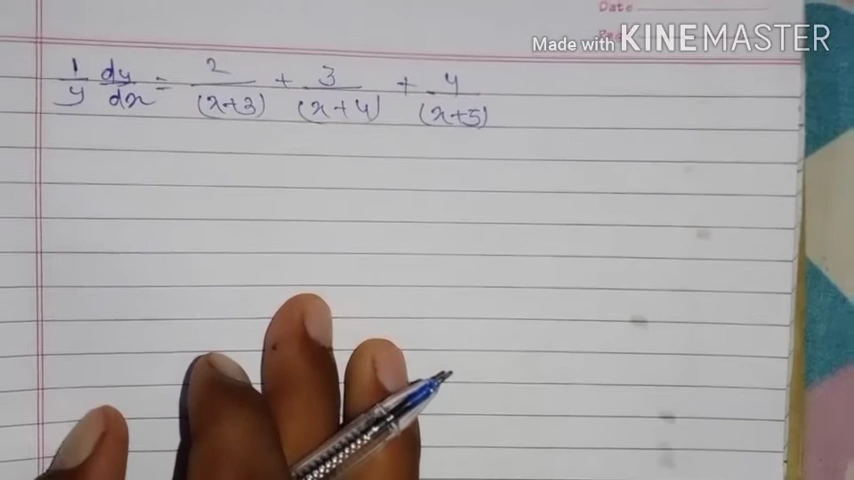 Date
Made with KINEMASTER
1/y dy/dx = 2/(x+3) + 3/(x+4) + 4/(x+5)